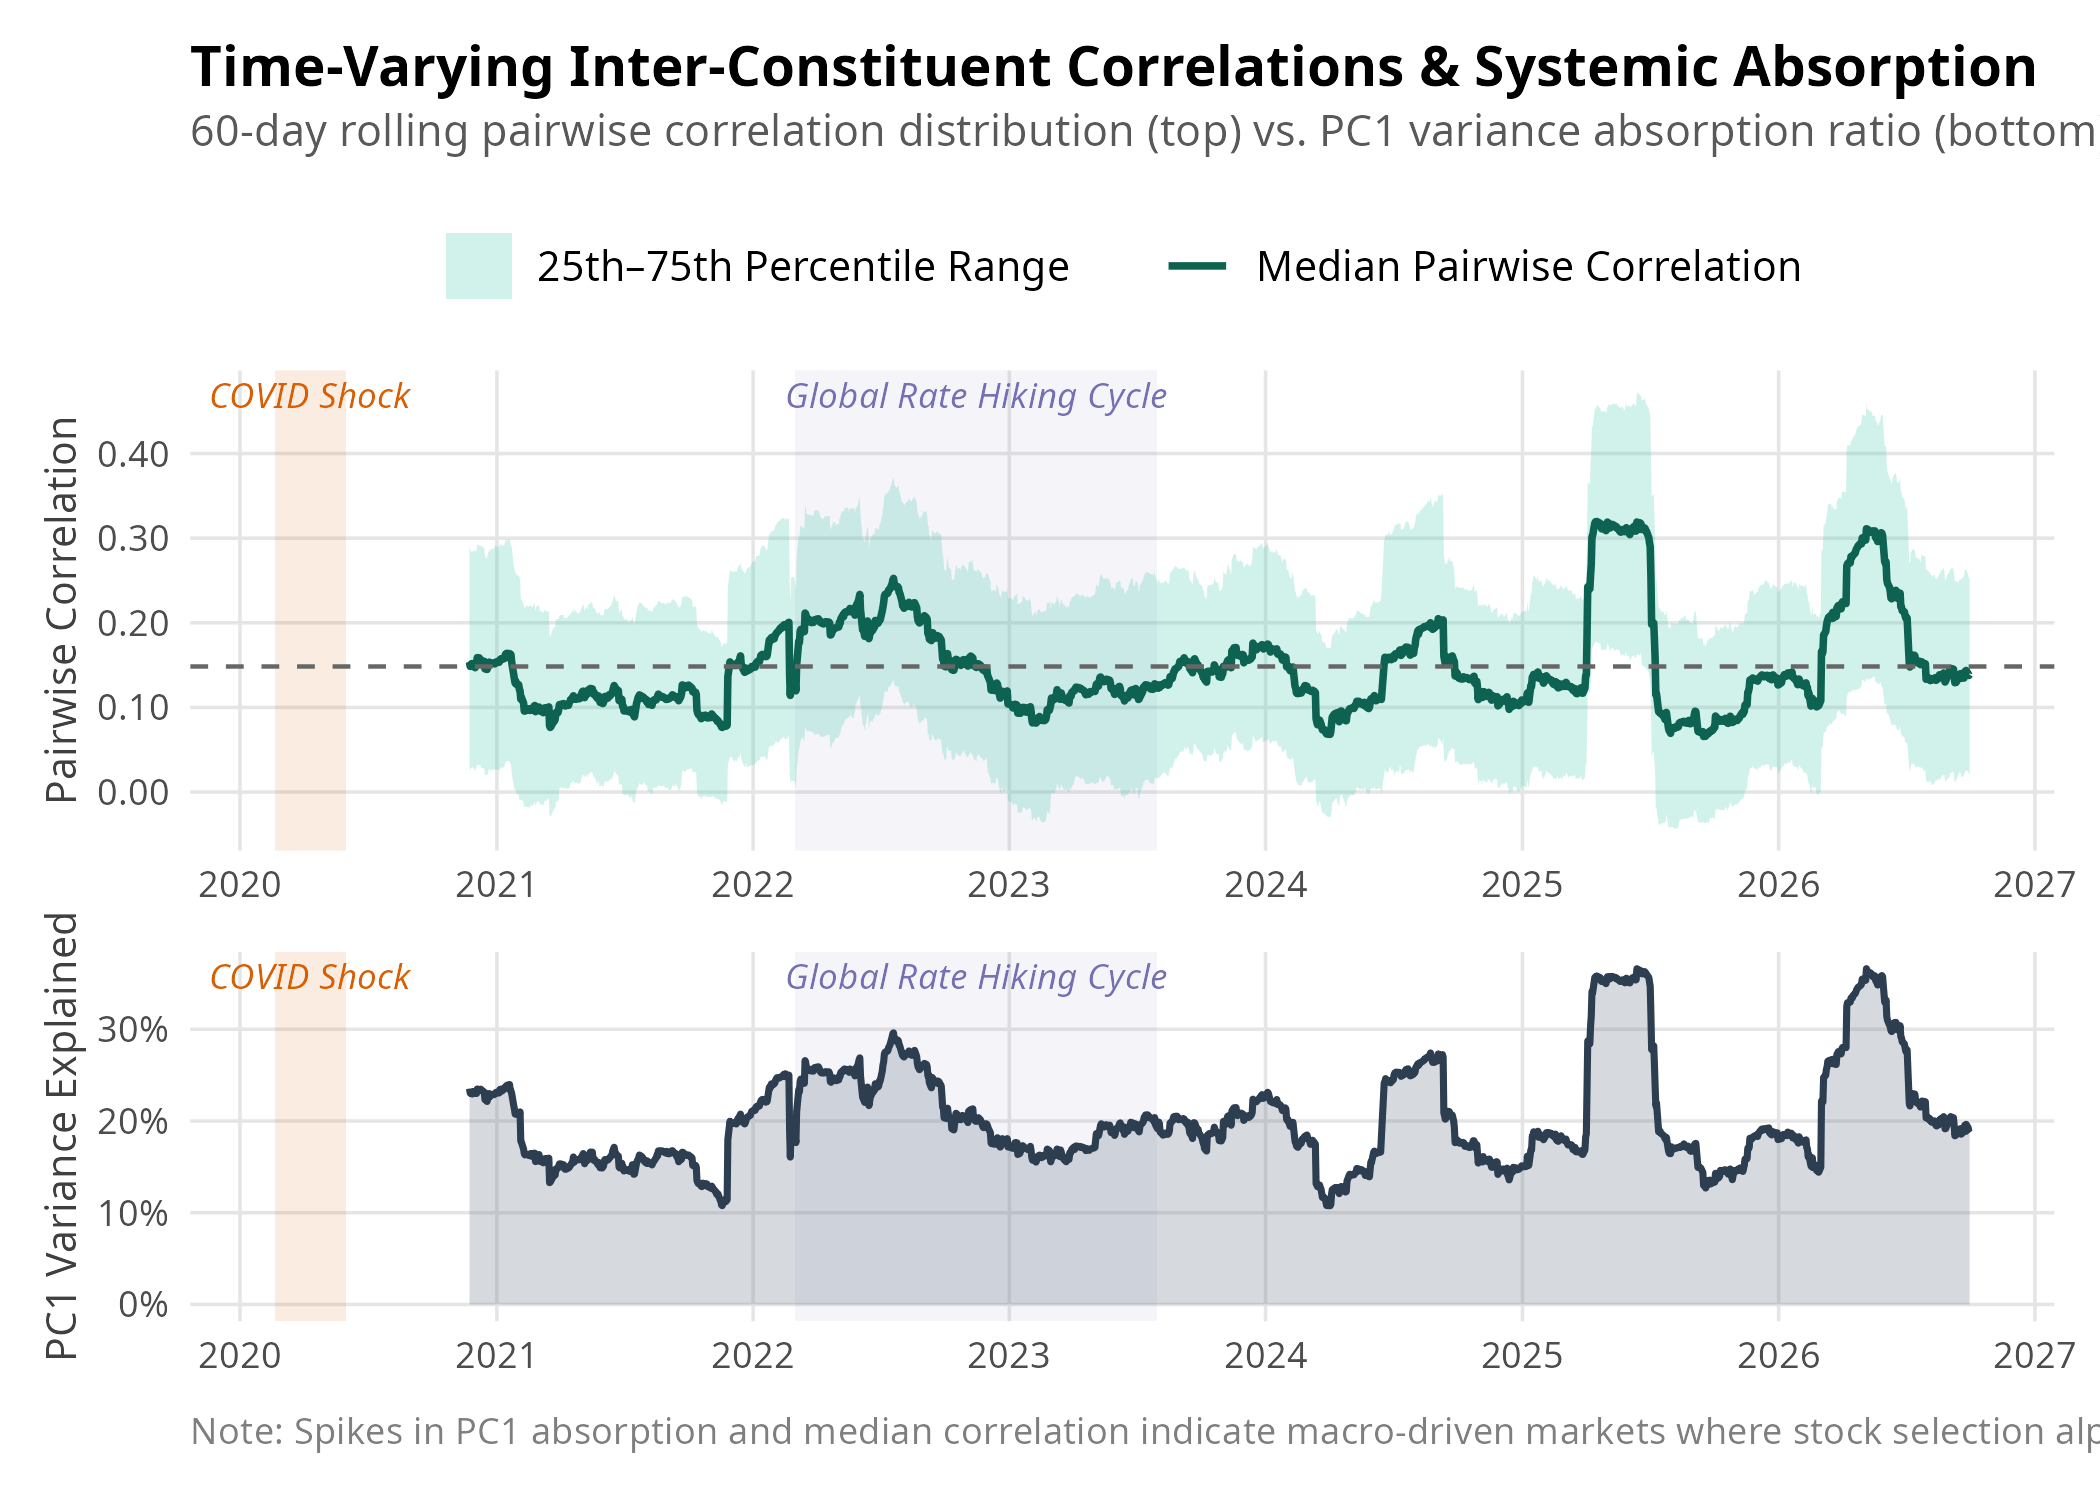 Time-Varying Inter-Constituent Correlations & Systemic Absorption
60-day rolling pairwise correlation distribution (top) vs. PC1 variance absorption ratio (bottom)
25th–75th Percentile Range
Median Pairwise Correlation
Pairwise Correlation
COVID Shock
Global Rate Hiking Cycle
0.40
0.30
0.20
0.10
0.00
2020 2021 2022 2023 2024 2025 2026 2027
PC1 Variance Explained
COVID Shock
Global Rate Hiking Cycle
30%
20%
10%
0%
2020 2021 2022 2023 2024 2025 2026 2027
Note: Spikes in PC1 absorption and median correlation indicate macro-driven markets where stock selection